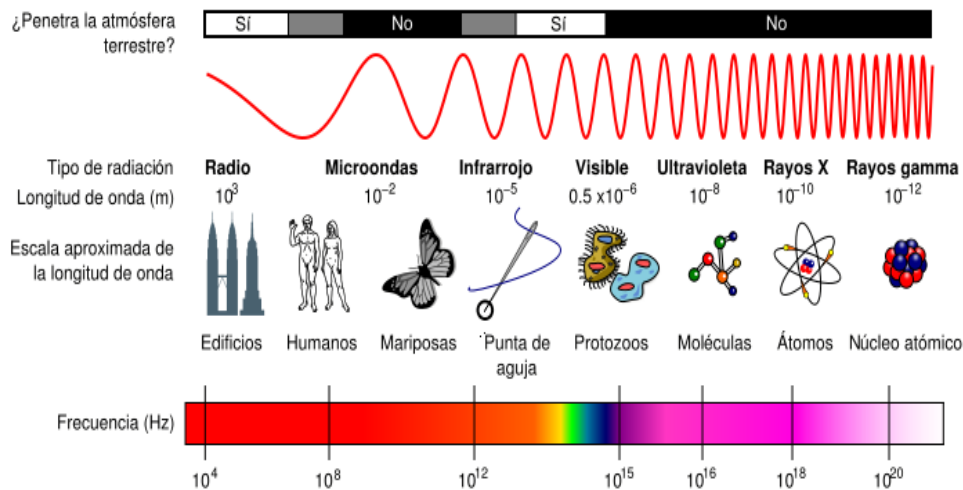 ¿Penetra la atmósfera
terrestre?
Sí No Sí No
Tipo de radiación Radio Microondas Infrarrojo Visible Ultravioleta Rayos X Rayos gamma
Longitud de onda (m) 10³ 10⁻² 10⁻⁵ 0.5 x10⁻⁶ 10⁻⁸ 10⁻¹⁰ 10⁻¹²
Escala aproximada de
la longitud de onda
Edificios Humanos Mariposas Punta de Protozoos Moléculas Átomos Núcleo atómico
aguja
Frecuencia (Hz)
10⁴ 10⁸ 10¹² 10¹⁵ 10¹⁶ 10¹⁸ 10²⁰